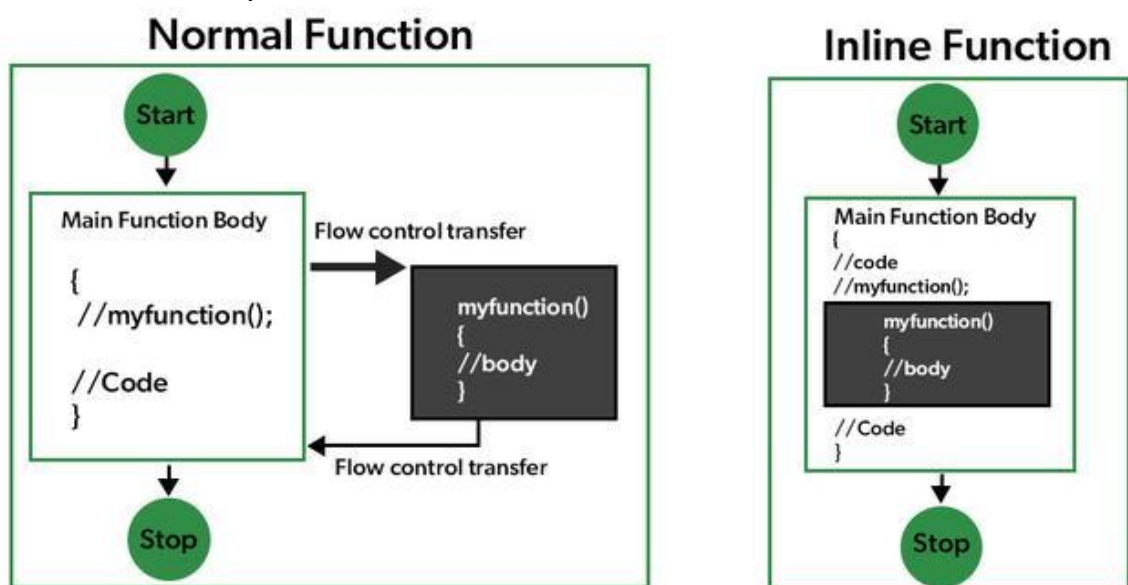 Normal Function
Start
Main Function Body
{
//myfunction();
//Code
}
Flow control transfer
myfunction()
{
//body
}
Flow control transfer
Stop
Inline Function
Start
Main Function Body
{
//code
//myfunction();
myfunction()
{
//body
}
//Code
}
Stop